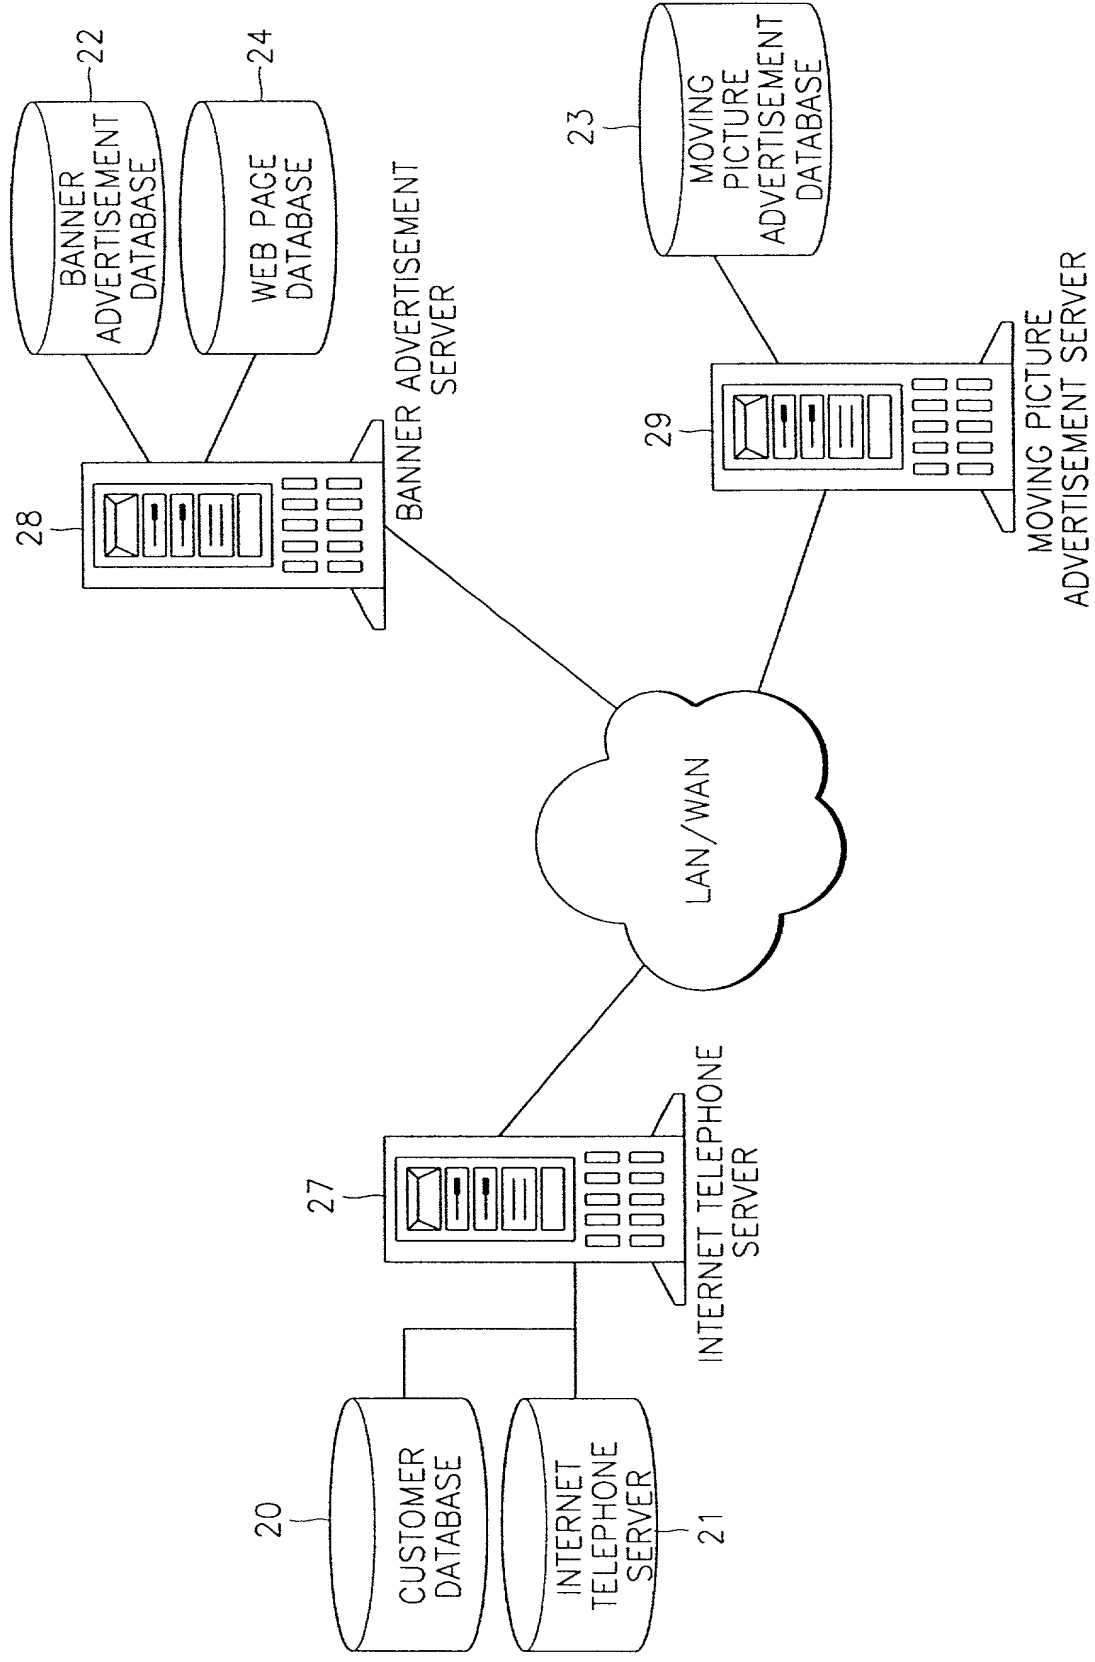 20
CUSTOMER
DATABASE
INTERNET
TELEPHONE
SERVER
21
27
INTERNET TELEPHONE
SERVER
LAN/WAN
28
BANNER ADVERTISEMENT
SERVER
22
BANNER
ADVERTISEMENT
DATABASE
24
WEB PAGE
DATABASE
29
MOVING PICTURE
ADVERTISEMENT SERVER
23
MOVING
PICTURE
ADVERTISEMENT
DATABASE